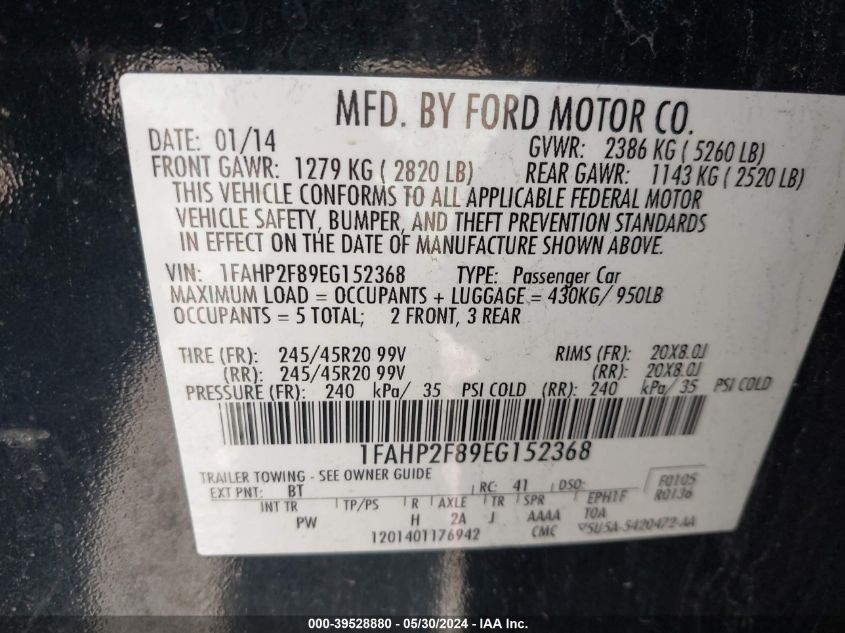 MFD. BY FORD MOTOR CO.
DATE: 01/14 GVWR: 2386 KG ( 5260 LB)
FRONT GAWR: 1279 KG ( 2820 LB) REAR GAWR: 1143 KG ( 2520 LB)
THIS VEHICLE CONFORMS TO ALL APPLICABLE FEDERAL MOTOR
VEHICLE SAFETY, BUMPER, AND THEFT PREVENTION STANDARDS
IN EFFECT ON THE DATE OF MANUFACTURE SHOWN ABOVE.
VIN: 1FAHP2F89EG152368 TYPE: Passenger Car
MAXIMUM LOAD = OCCUPANTS + LUGGAGE = 430KG/ 950LB
OCCUPANTS = 5 TOTAL: 2 FRONT, 3 REAR
TIRE (FR): 245/45R20 99V RIMS (FR): 20X8.0J
(RR): 245/45R20 99V (RR): 20X8.0J
PRESSURE (FR): 240 kPa/ 35 PSI COLD (RR): 240 kPa/ 35 PSI COLD
1FAHP2F89EG152368
TRAILER TOWING - SEE OWNER GUIDE
EXT PNT: BT RC: 41 DSO: F0105
R0136
INT TR TP/PS R AXLE TR SPR EPH1F
PW H 2A J AAAA TOA
1201401176942 CMC 5U5A-5420472-AA
000-39528880 - 05/30/2024 - IAA Inc.